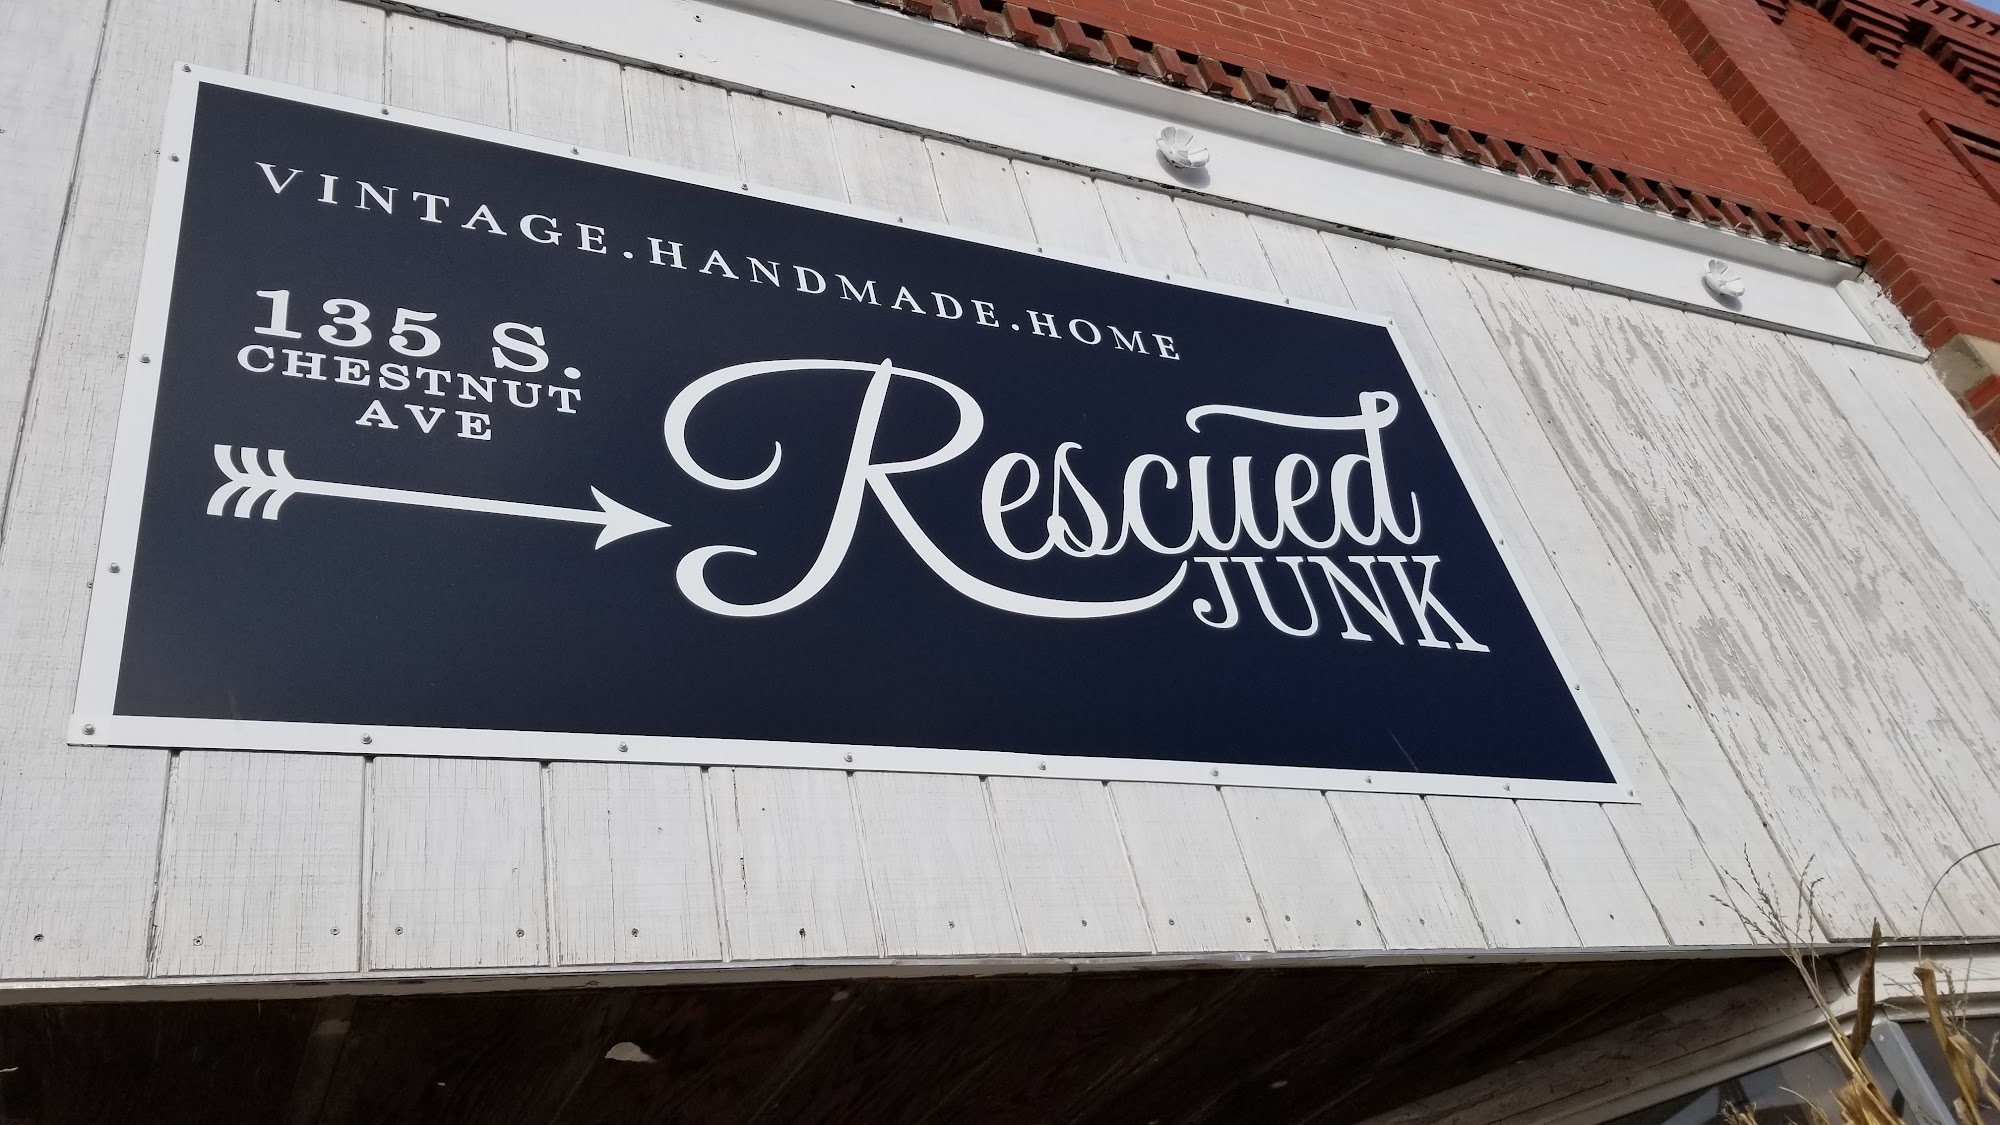 VINTAGE.HANDMADE.HOME
135 S.
CHESTNUT
AVE
Rescued
JUNK